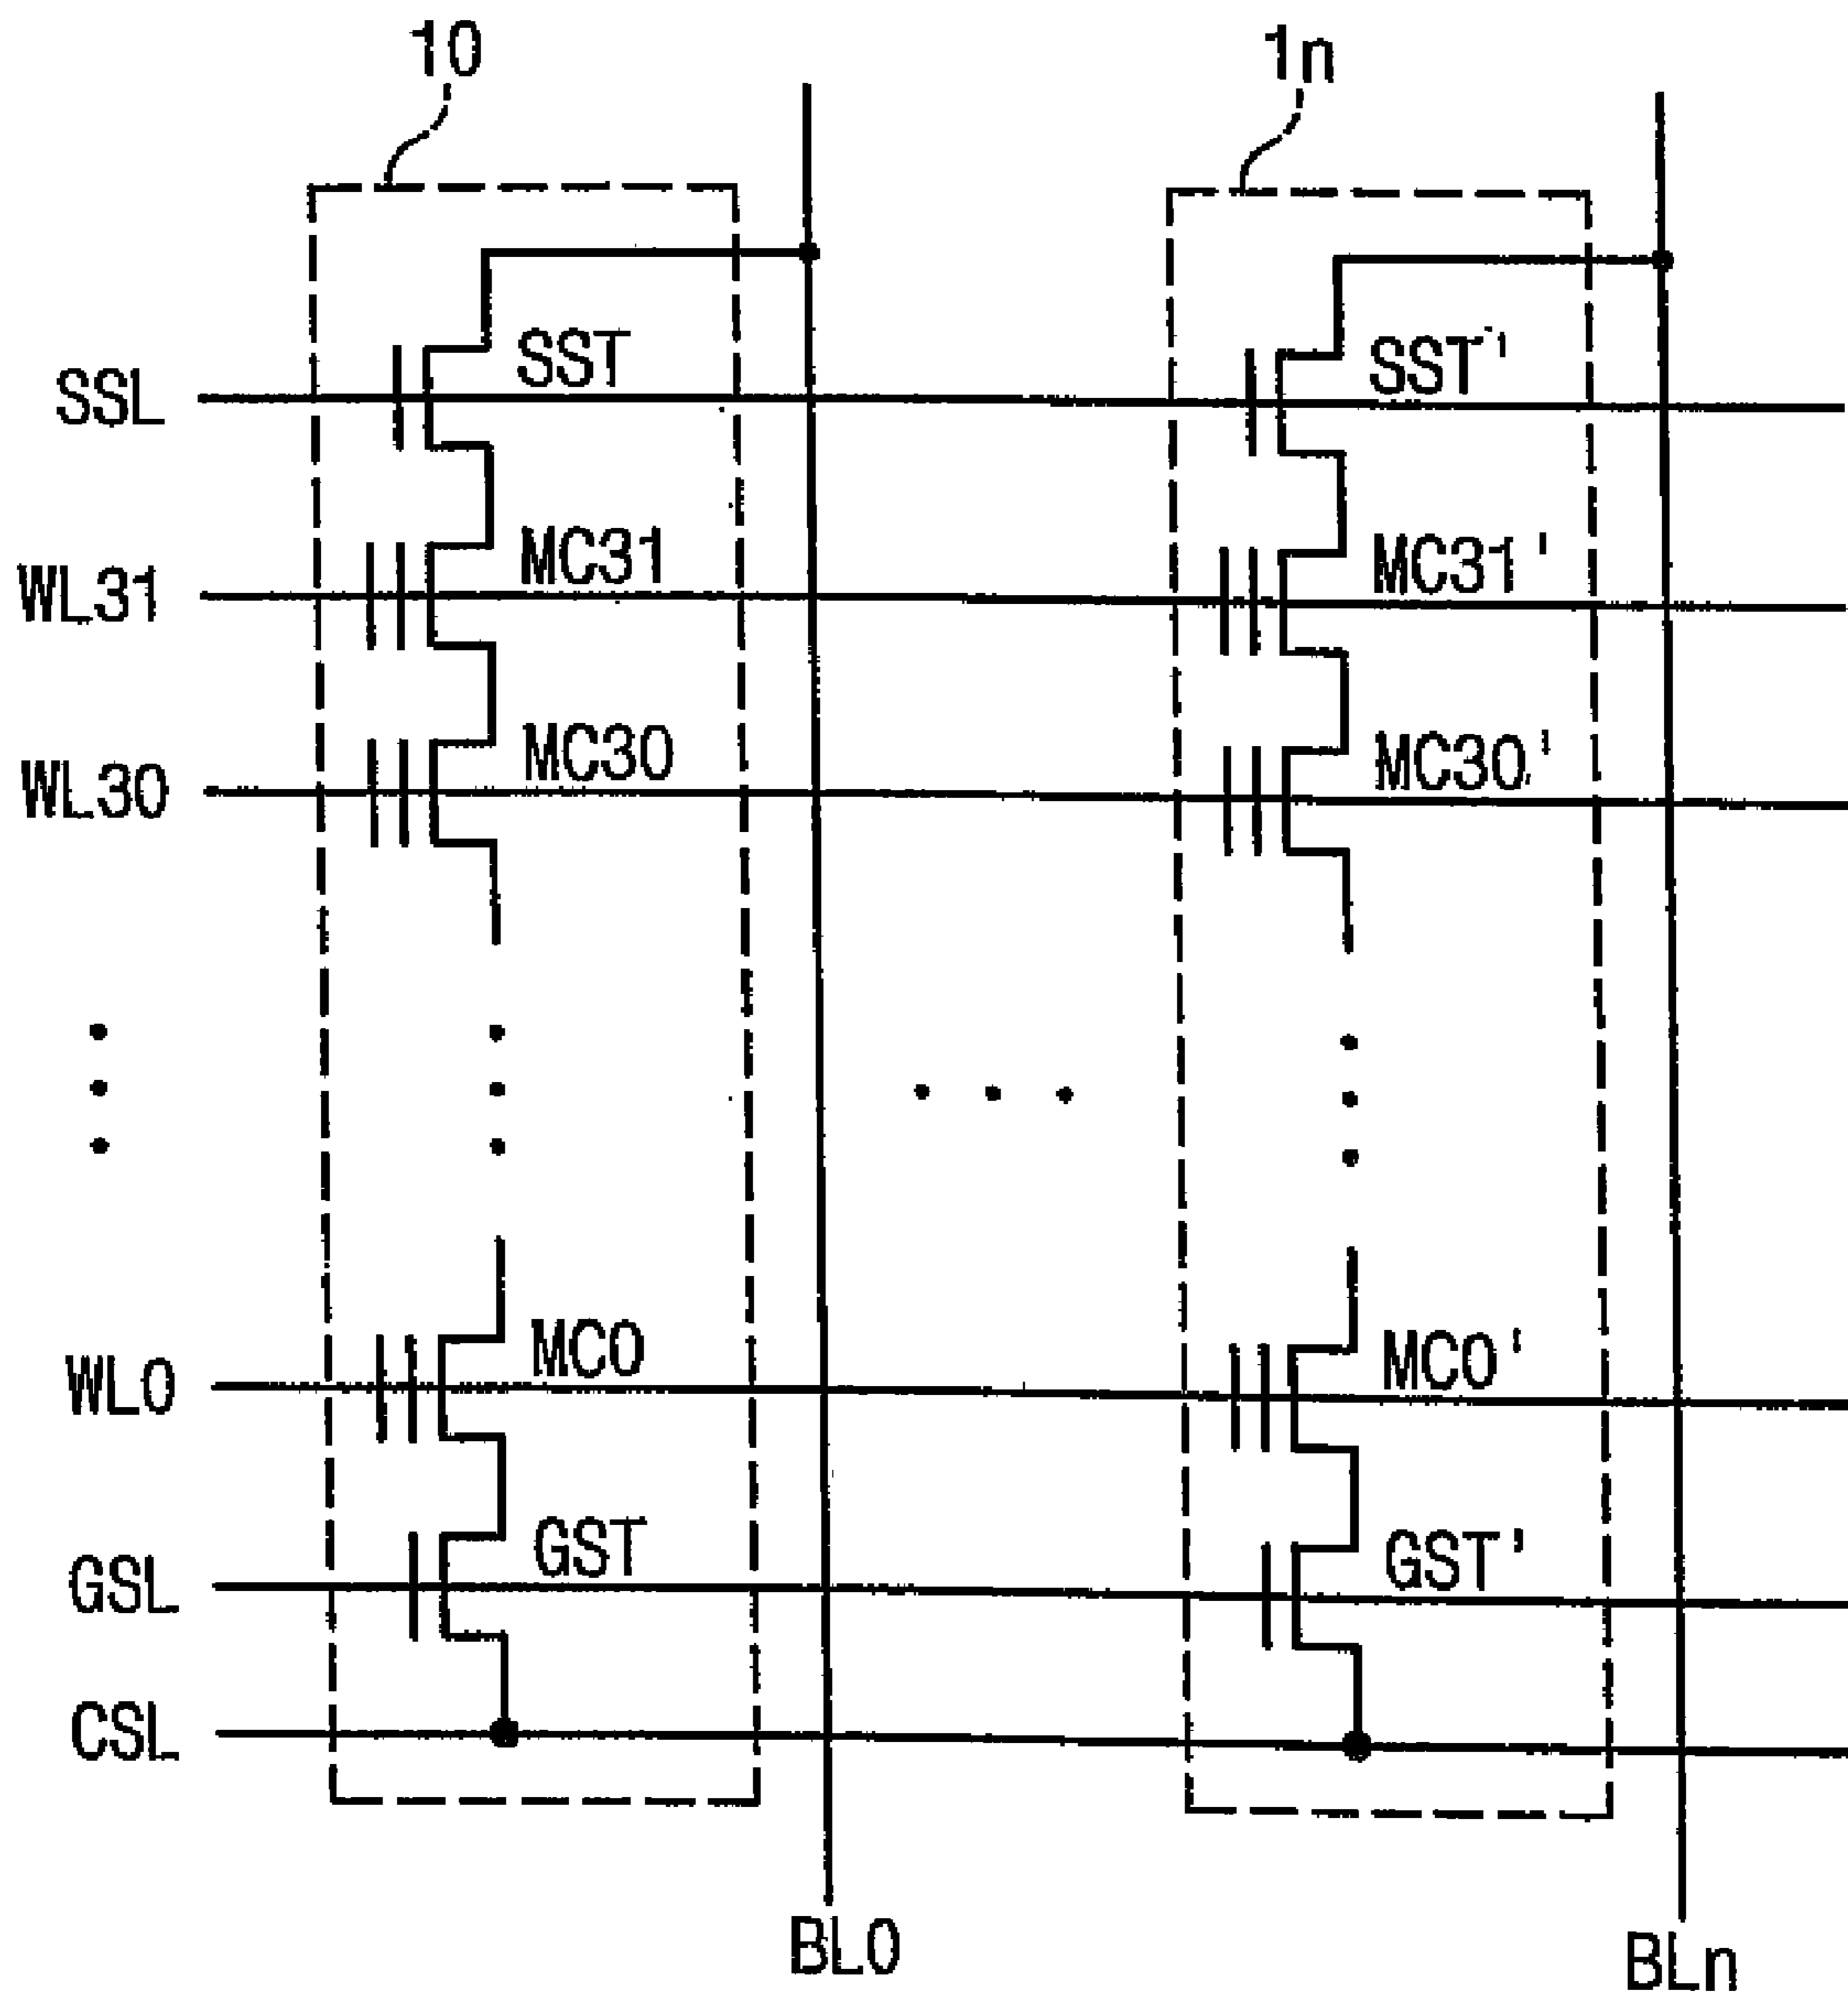 10 1n
SSL SST SST'
WL31 MC31 MC31'
WL30 MC30 MC30'
WL0 MC0 MC0'
GSL GST GST'
CSL
BL0 BLn